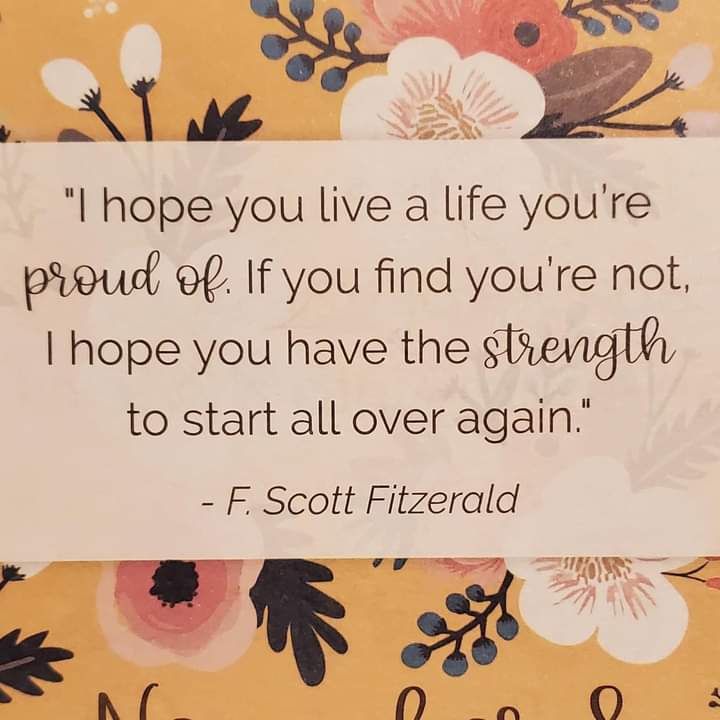 "I hope you live a life you're
proud of. If you find you're not,
I hope you have the strength
to start all over again."
- F. Scott Fitzerald